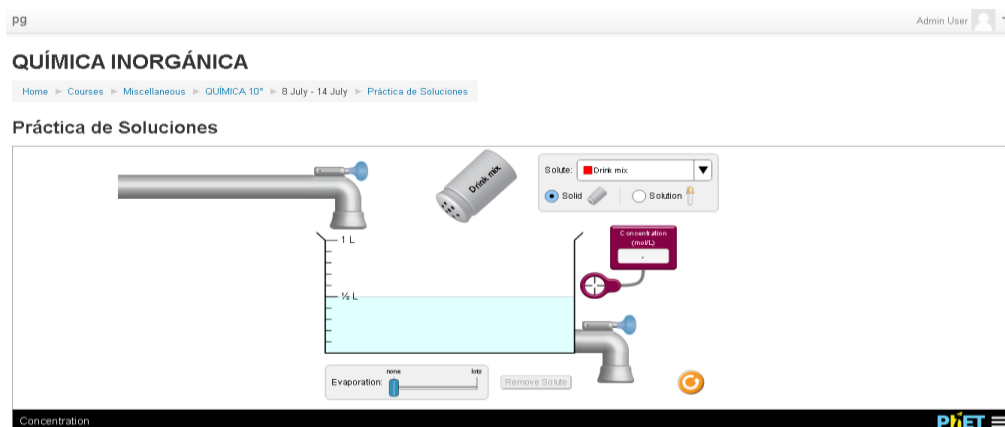 pg
Admin User
QUÍMICA INORGÁNICA
Home ► Courses ► Miscellaneous ► QUÍMICA 10° ► 8 July - 14 July ► Práctica de Soluciones
Práctica de Soluciones
Drink mix
Solute: Drink mix
Solid Solution
Concentration
(mol/L)
-
1 L
½ L
none lots
Evaporation:
Remove Solute
Concentration
PhET